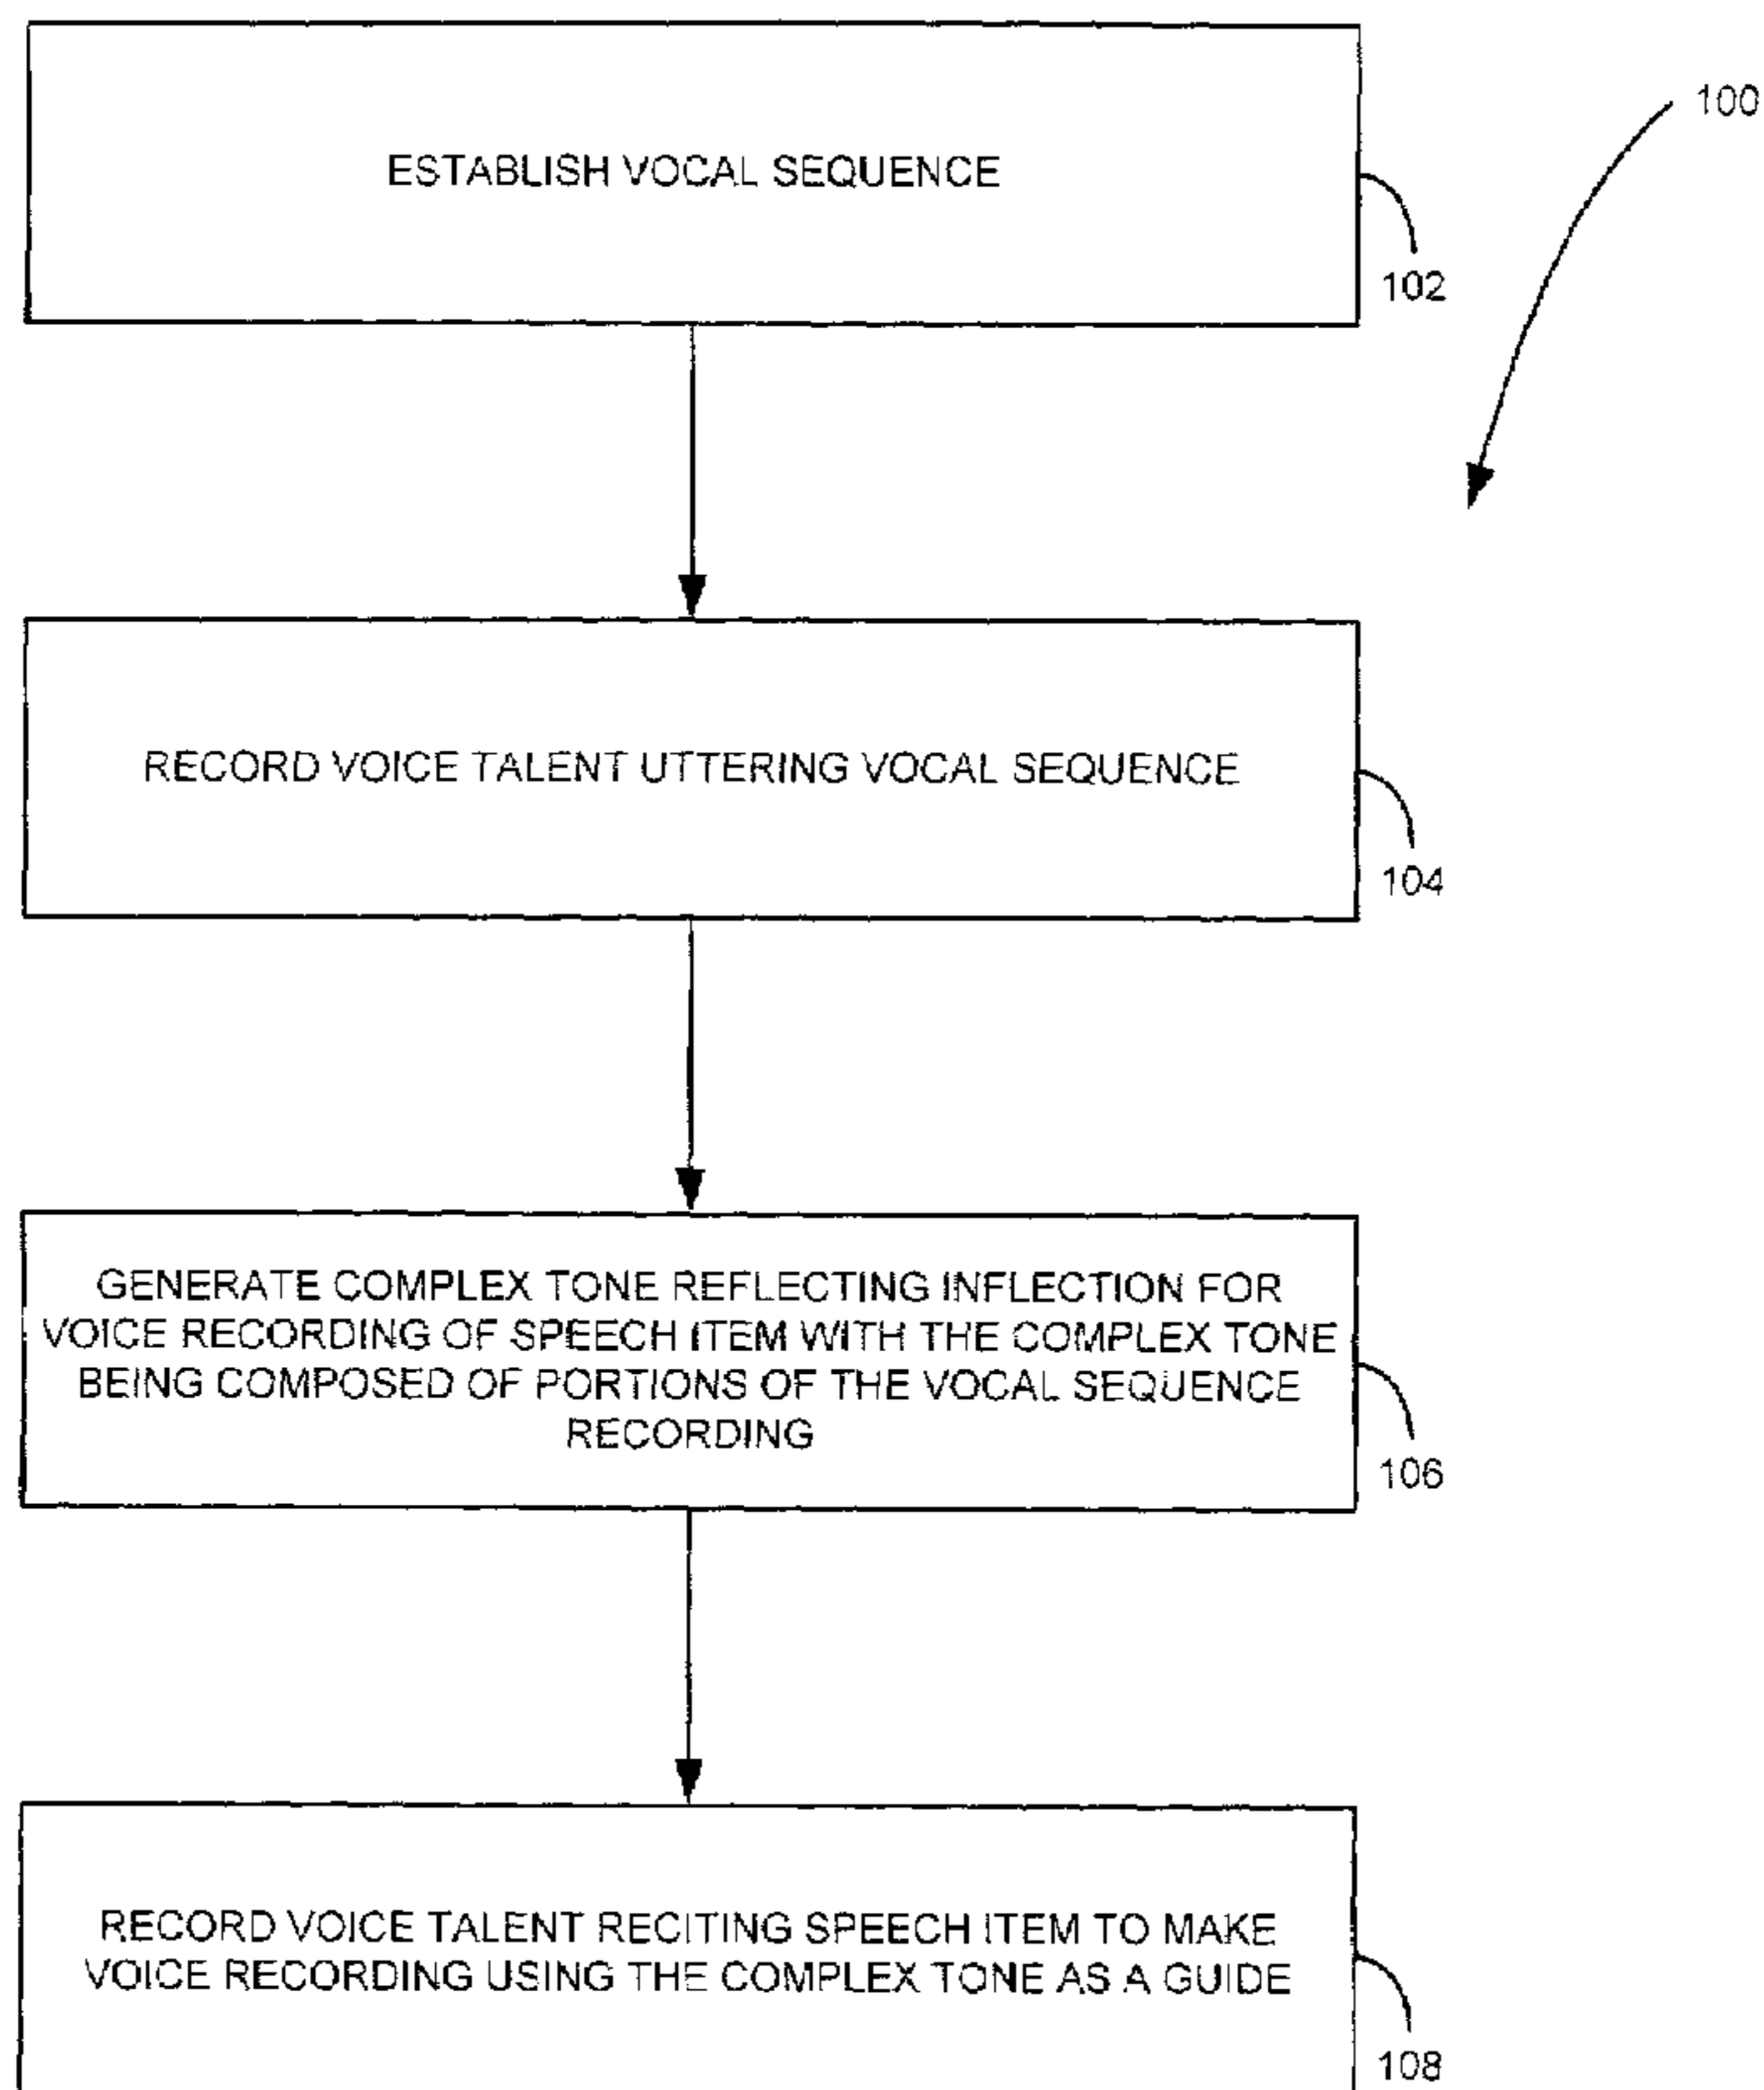 100
ESTABLISH VOCAL SEQUENCE
102
RECORD VOICE TALENT UTTERING VOCAL SEQUENCE
104
GENERATE COMPLEX TONE REFLECTING INFLECTION FOR
VOICE RECORDING OF SPEECH ITEM WITH THE COMPLEX TONE
BEING COMPOSED OF PORTIONS OF THE VOCAL SEQUENCE
RECORDING
106
RECORD VOICE TALENT RECITING SPEECH ITEM TO MAKE
VOICE RECORDING USING THE COMPLEX TONE AS A GUIDE
108